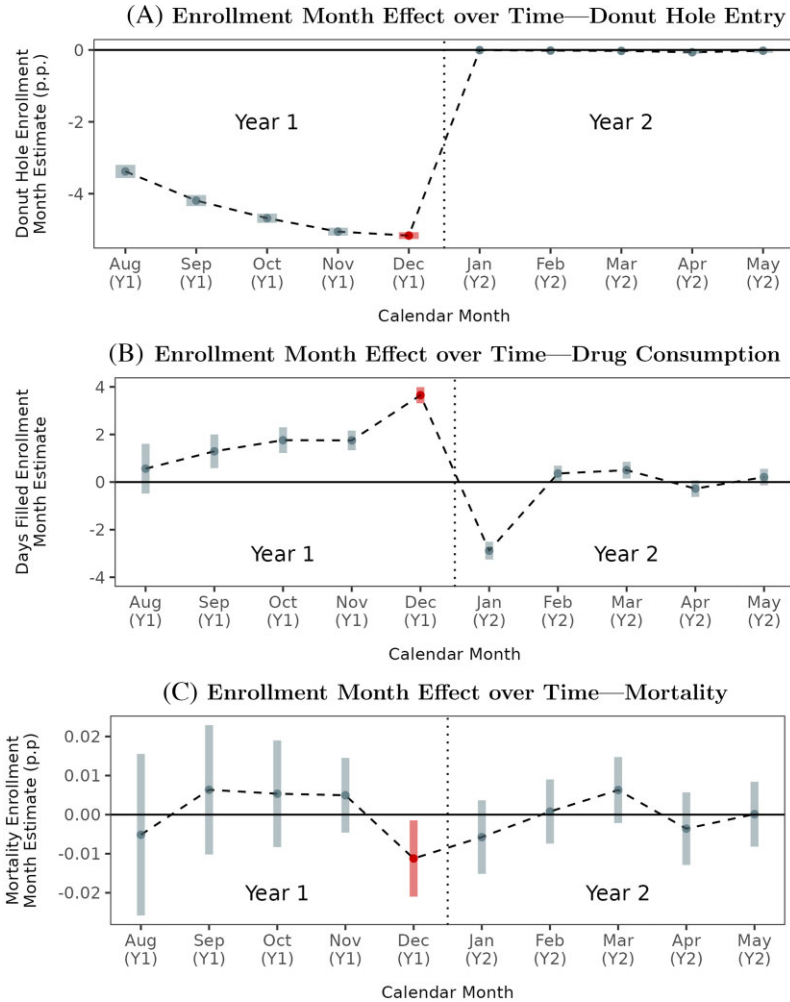 (A) Enrollment Month Effect over Time—Donut Hole Entry
Donut Hole Enrollment
Month Estimate (p.p.)
0
-2
-4
Year 1
Year 2
Aug Sep Oct Nov Dec Jan Feb Mar Apr May
(Y1) (Y1) (Y1) (Y1) (Y1) (Y2) (Y2) (Y2) (Y2) (Y2)
Calendar Month
(B) Enrollment Month Effect over Time—Drug Consumption
Days Filled Enrollment
Month Estimate
4
2
0
-2
-4
Year 1
Year 2
Aug Sep Oct Nov Dec Jan Feb Mar Apr May
(Y1) (Y1) (Y1) (Y1) (Y1) (Y2) (Y2) (Y2) (Y2) (Y2)
Calendar Month
(C) Enrollment Month Effect over Time—Mortality
Mortality Enrollment
Month Estimate (p.p)
0.02
0.01
0.00
-0.01
-0.02
Year 1
Year 2
Aug Sep Oct Nov Dec Jan Feb Mar Apr May
(Y1) (Y1) (Y1) (Y1) (Y1) (Y2) (Y2) (Y2) (Y2) (Y2)
Calendar Month